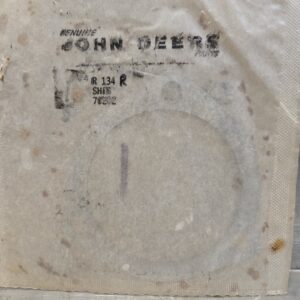 GENUINE
JOHN DEERE
PARTS
R 134 R
SHIM